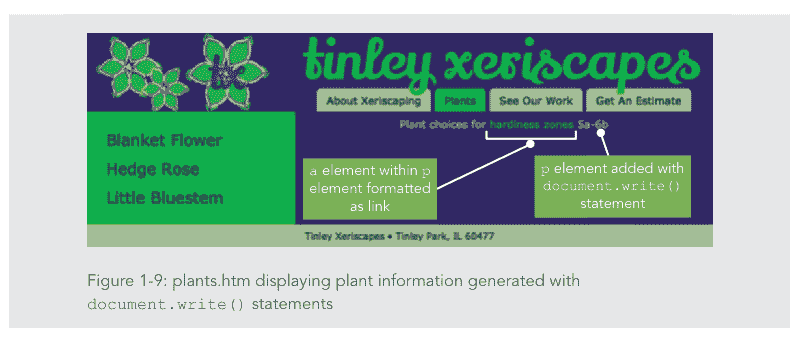 tx
tinley xeriscapes
About Xeriscaping Plants See Our Work Get An Estimate
Plant choices for hardiness zones 5a-6b
Blanket Flower
Hedge Rose
Little Bluestem
a element within p
element formatted
as link
p element added with
document.write()
statement
Tinley Xeriscapes • Tinley Park, IL 60477
Figure 1-9: plants.htm displaying plant information generated with
document.write() statements